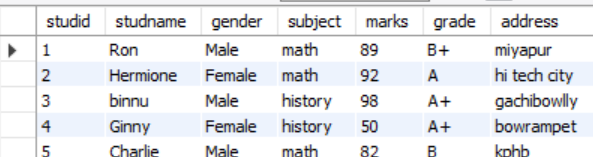 studid studname gender subject marks grade address
1 Ron Male math 89 B+ miyapur
2 Hermione Female math 92 A hi tech city
3 binnu Male history 98 A+ gachibowlly
4 Ginny Female history 50 A+ bowrampet
5 Charlie Male math 82 B kphb